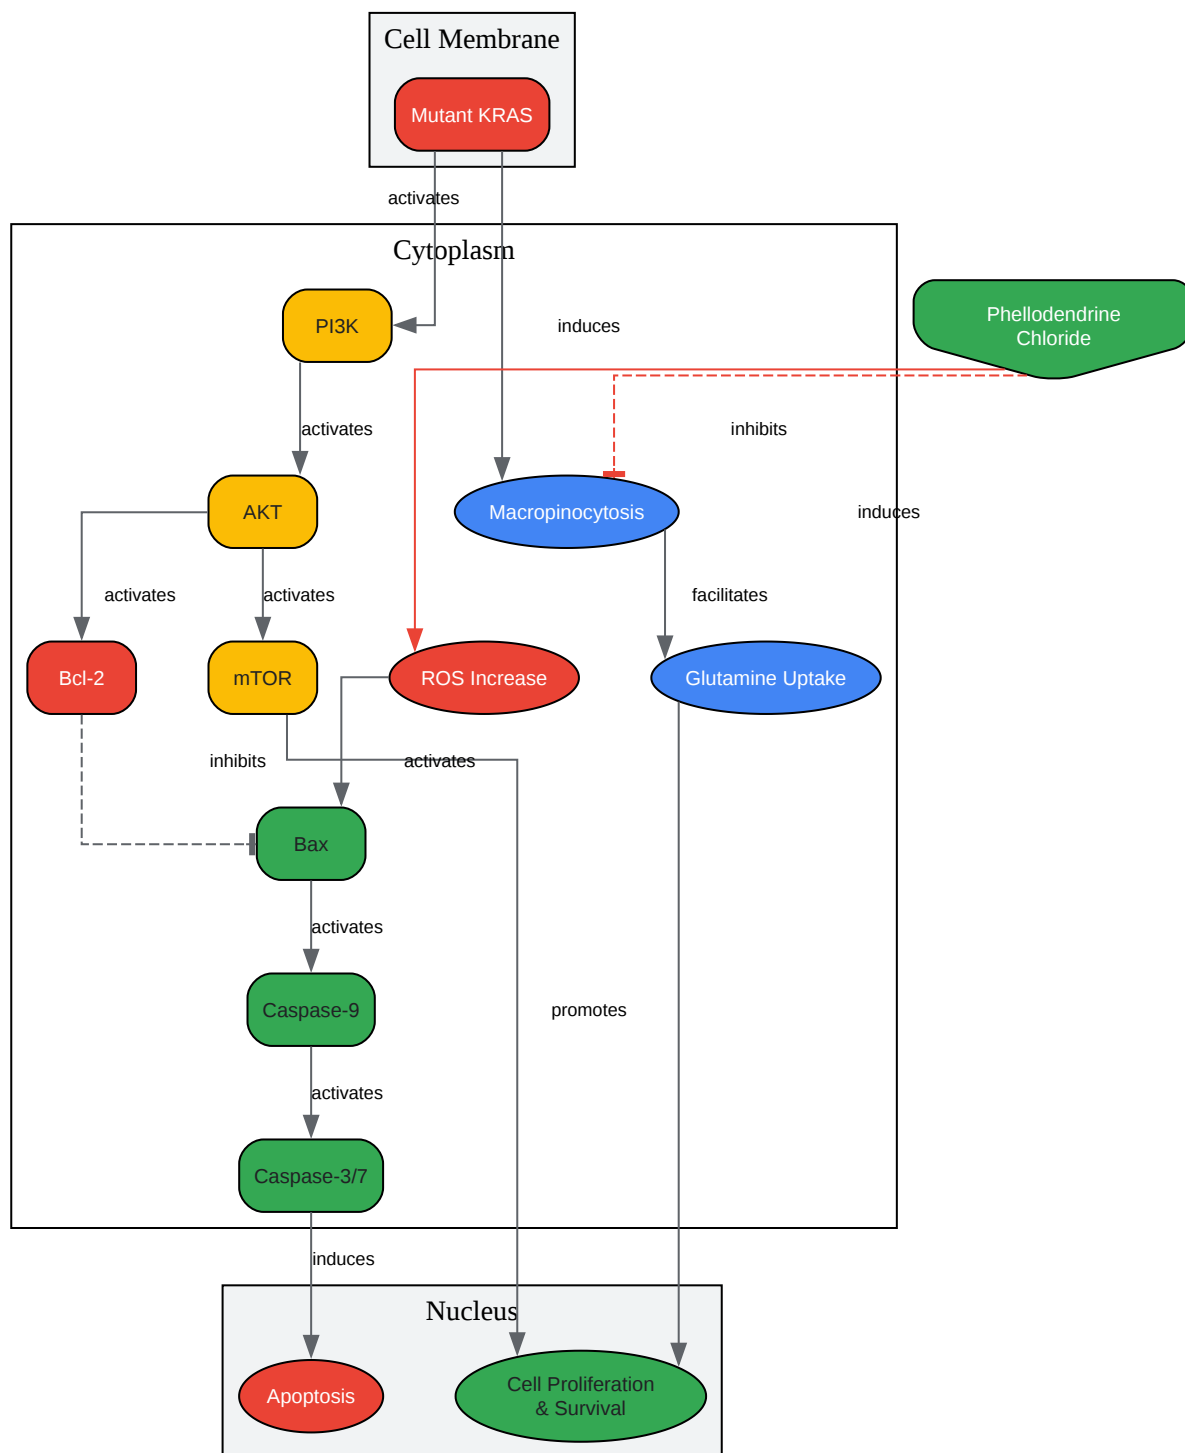 Cell Membrane
Mutant KRAS
activates
Cytoplasm
PI3K
induces
Phellodendrine
Chloride
activates
inhibits
AKT
Macropinocytosis
induces
activates
activates
facilitates
Bcl-2
mTOR
ROS Increase
Glutamine Uptake
inhibits
activates
Bax
activates
Caspase-9
promotes
activates
Caspase-3/7
induces
Nucleus
Apoptosis
Cell Proliferation
& Survival